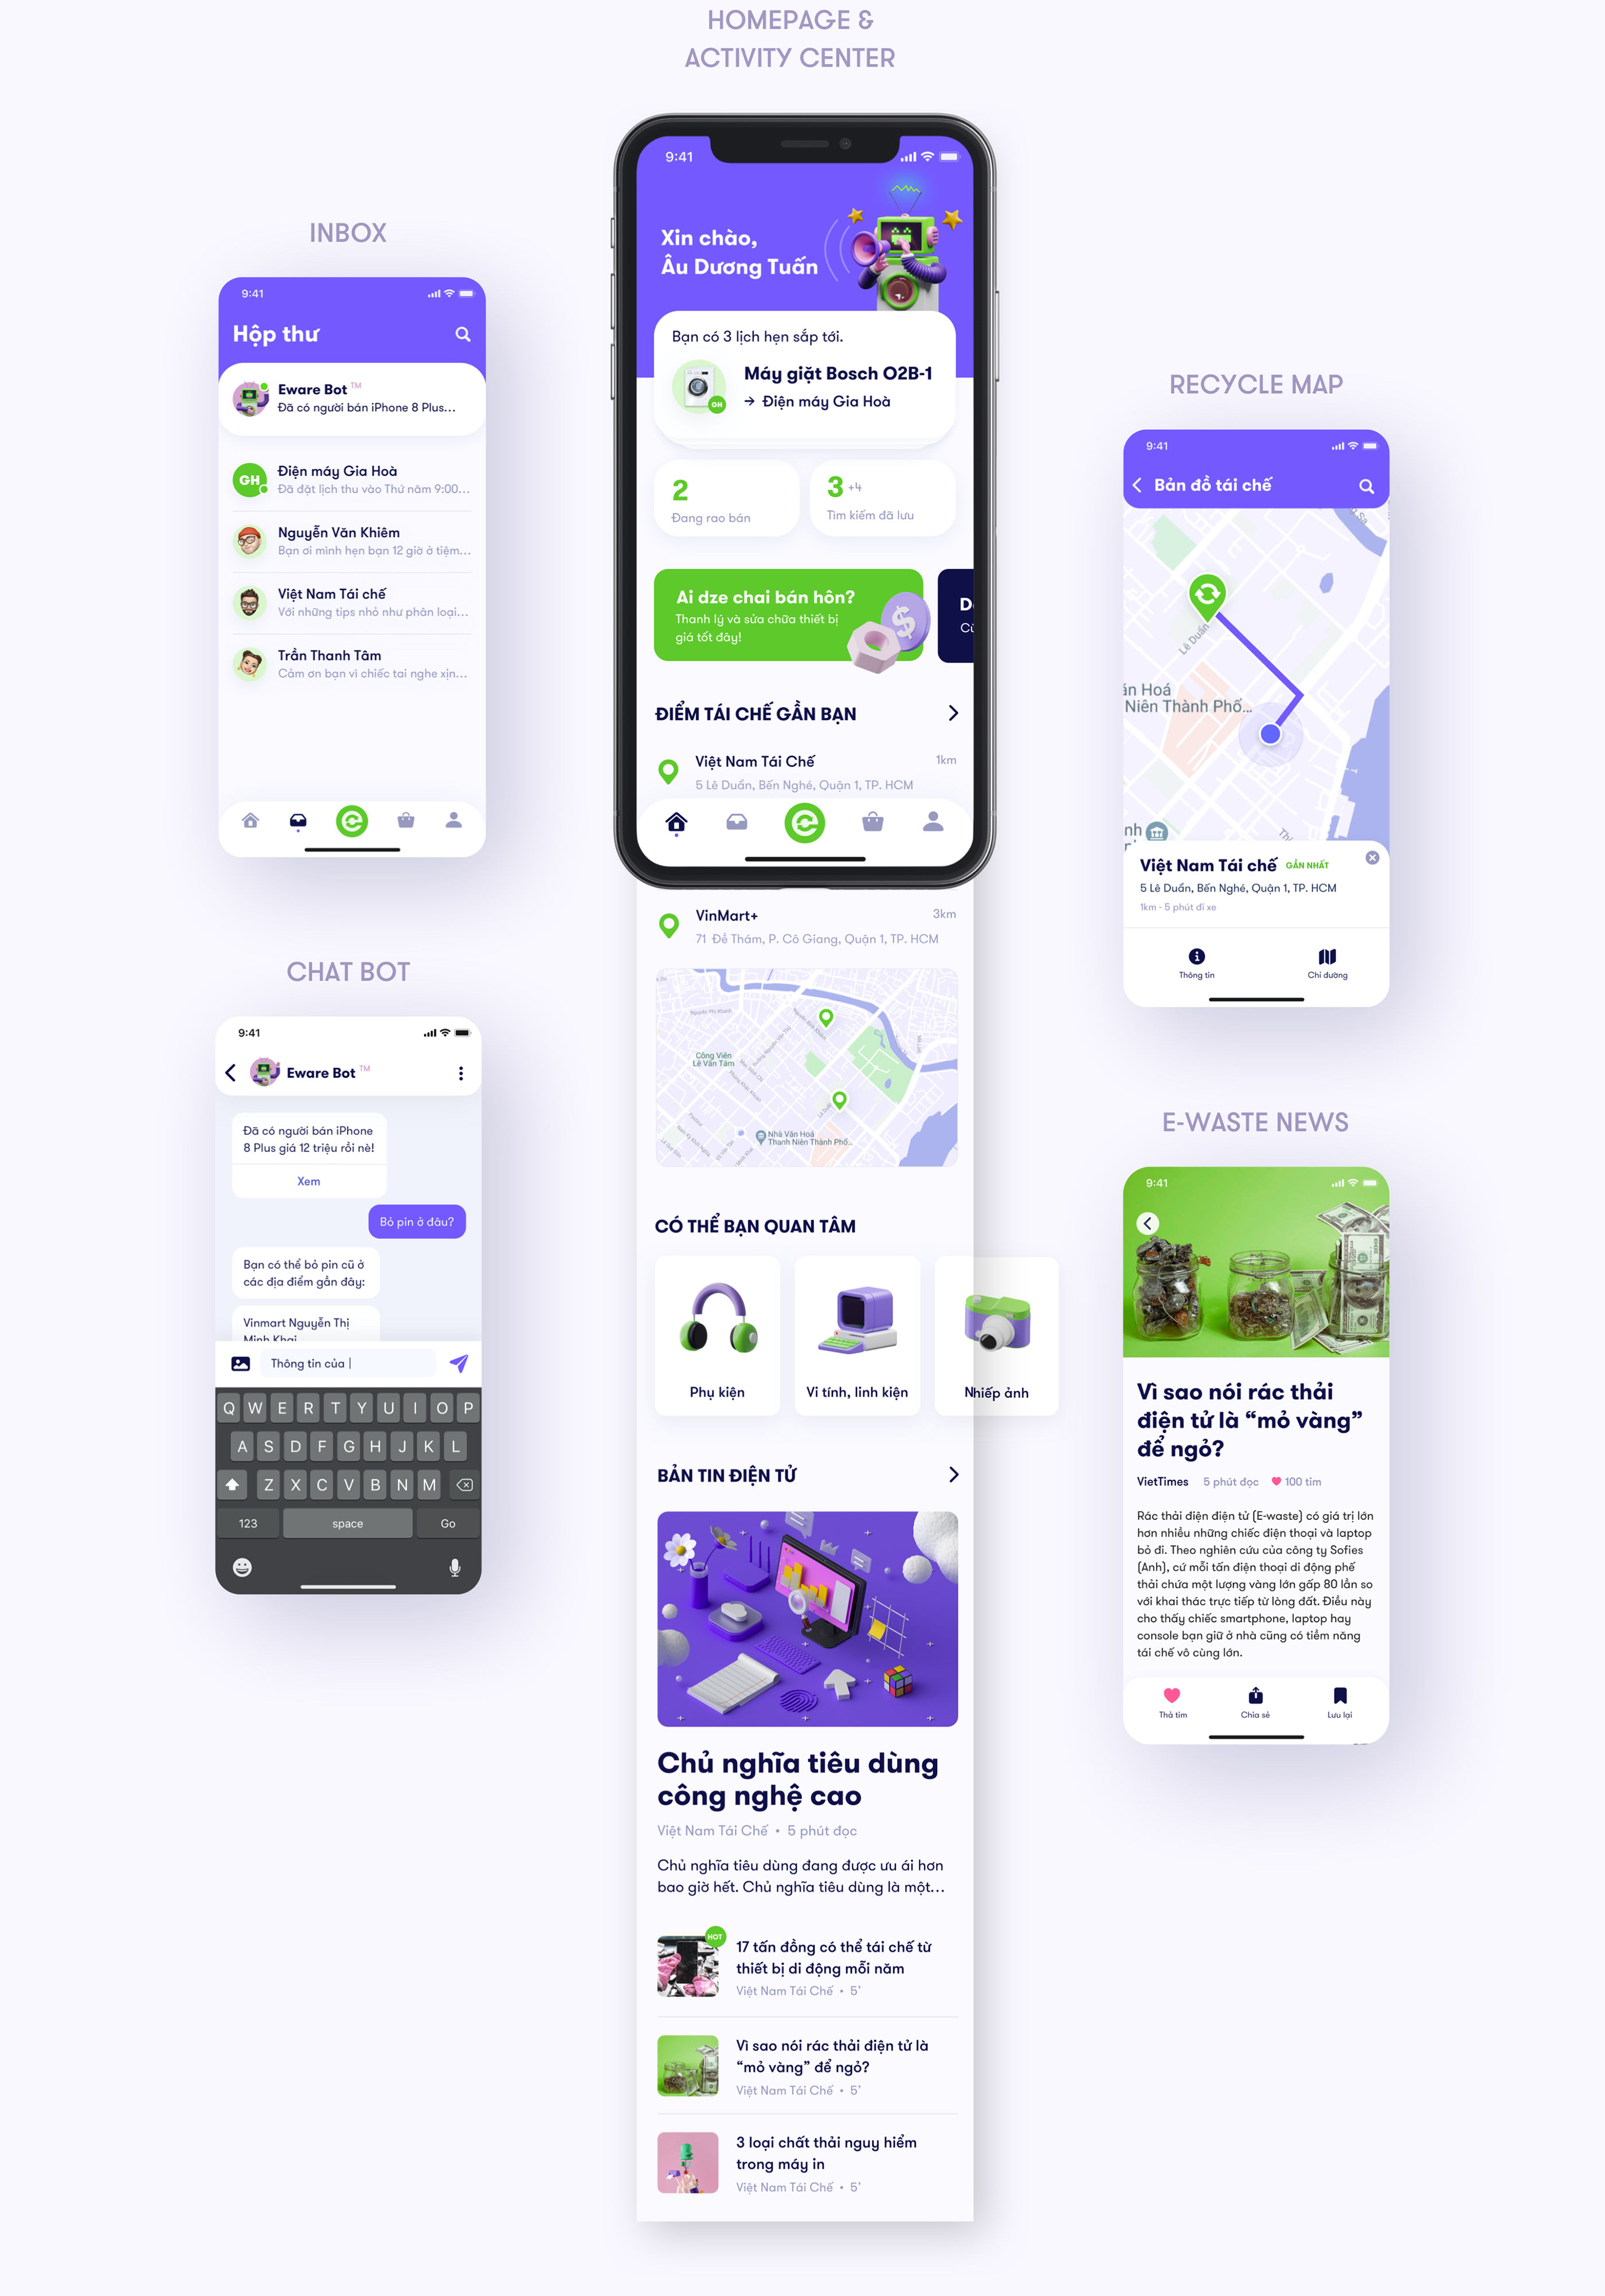 HOMEPAGE &
ACTIVITY CENTER
9:41
Xin chào,
Âu Dương Tuấn
Bạn có 3 lịch hẹn sắp tới.
Máy giặt Bosch O2B-1
GH
→ Điện máy Gia Hoà
2
Đang rao bán
3 +4
Tìm kiếm đã lưu
Ai dze chai bán hôn?
Thanh lý và sửa chữa thiết bị
giá tốt đây!
ĐIỂM TÁI CHẾ GẦN BẠN
Việt Nam Tái Chế
1km
5 Lê Duẩn, Bến Nghé, Quận 1, TP. HCM
VinMart+
3km
71 Đề Thám, P. Cô Giang, Quận 1, TP. HCM
Công Viên
Lê Văn Tám
Nhà Văn Hoá
Thanh Niên Thành Phố...
CÓ THỂ BẠN QUAN TÂM
Phụ kiện
Vi tính, linh kiện
Nhiếp ảnh
BẢN TIN ĐIỆN TỬ
Chủ nghĩa tiêu dùng
công nghệ cao
Việt Nam Tái Chế • 5 phút đọc
Chủ nghĩa tiêu dùng đang được ưu ái hơn
bao giờ hết. Chủ nghĩa tiêu dùng là một...
HOT
17 tấn đồng có thể tái chế từ
thiết bị di động mỗi năm
Việt Nam Tái Chế • 5'
Vì sao nói rác thải điện tử là
“mỏ vàng” để ngỏ?
Việt Nam Tái Chế • 5'
3 loại chất thải nguy hiểm
trong máy in
Việt Nam Tái Chế • 5'
INBOX
9:41
Hộp thư
Eware Bot TM
Đã có người bán iPhone 8 Plus...
GH
Điện máy Gia Hoà
Đã đặt lịch thu vào Thứ năm 9:00...
Nguyễn Văn Khiêm
Bạn ơi mình hẹn bạn 12 giờ ở tiệm...
Việt Nam Tái chế
Với những tips nhỏ như phân loại...
Trần Thanh Tâm
Cảm ơn bạn vì chiếc tai nghe xịn...
CHAT BOT
9:41
Eware Bot TM
Đã có người bán iPhone
8 Plus giá 12 triệu rồi nè!
Xem
Bỏ pin ở đâu?
Bạn có thể bỏ pin cũ ở
các địa điểm gần đây:
Vinmart Nguyễn Thị
Minh Khai
Thông tin của |
Q W E R T Y U I O P
A S D F G H J K L
Z X C V B N M
123 space Go
RECYCLE MAP
9:41
Bản đồ tái chế
Lê Duẩn
ăn Hoá
Niên Thành Phố...
nh
Việt Nam Tái chế GẦN NHẤT
5 Lê Duẩn, Bến Nghé, Quận 1, TP. HCM
1km - 5 phút đi xe
Thông tin
Chỉ đường
E-WASTE NEWS
9:41
Vì sao nói rác thải
điện tử là “mỏ vàng”
để ngỏ?
VietTimes 5 phút đọc 100 tim
Rác thải điện điện tử (E-waste) có giá trị lớn
hơn nhiều những chiếc điện thoại và laptop
bỏ đi. Theo nghiên cứu của công ty Sofies
(Anh), cứ mỗi tấn điện thoại di động phế
thải chứa một lượng vàng lớn gấp 80 lần so
với khai thác trực tiếp từ lòng đất. Điều này
cho thấy chiếc smartphone, laptop hay
console bạn giữ ở nhà cũng có tiềm năng
tái chế vô cùng lớn.
Thả tim
Chia sẻ
Lưu lại